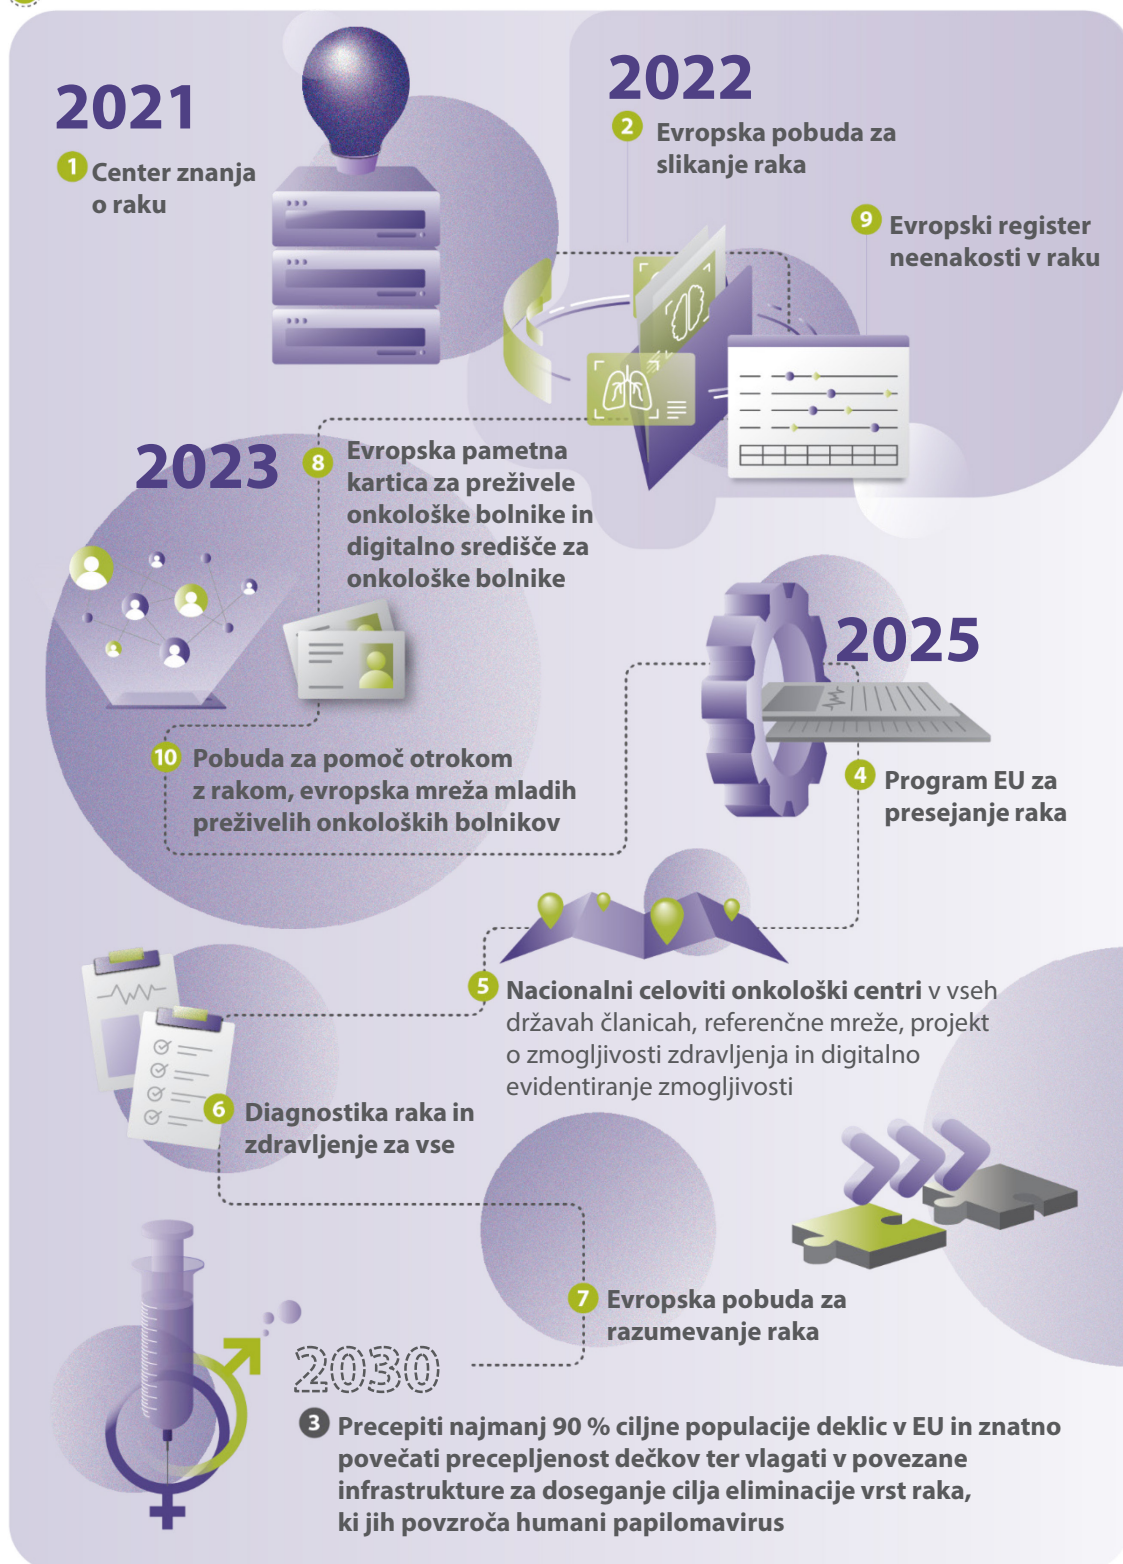 2021
1 Center znanja
o raku
2022
2 Evropska pobuda za
slikanje raka
9 Evropski register
neenakosti v raku
2023
8 Evropska pametna
kartica za preživele
onkološke bolnike in
digitalno središče za
onkološke bolnike
10 Pobuda za pomoč otrokom
z rakom, evropska mreža mladih
preživelih onkoloških bolnikov
2025
4 Program EU za
presejanje raka
5 Nacionalni celoviti onkološki centri v vseh
državah članicah, referenčne mreže, projekt
o zmogljivosti zdravljenja in digitalno
evidentiranje zmogljivosti
6 Diagnostika raka in
zdravljenje za vse
7 Evropska pobuda za
razumevanje raka
2030
3 Precepiti najmanj 90 % ciljne populacije deklic v EU in znatno
povečati precepljenost dečkov ter vlagati v povezane
infrastrukture za doseganje cilja eliminacije vrst raka,
ki jih povzroča humani papilomavirus